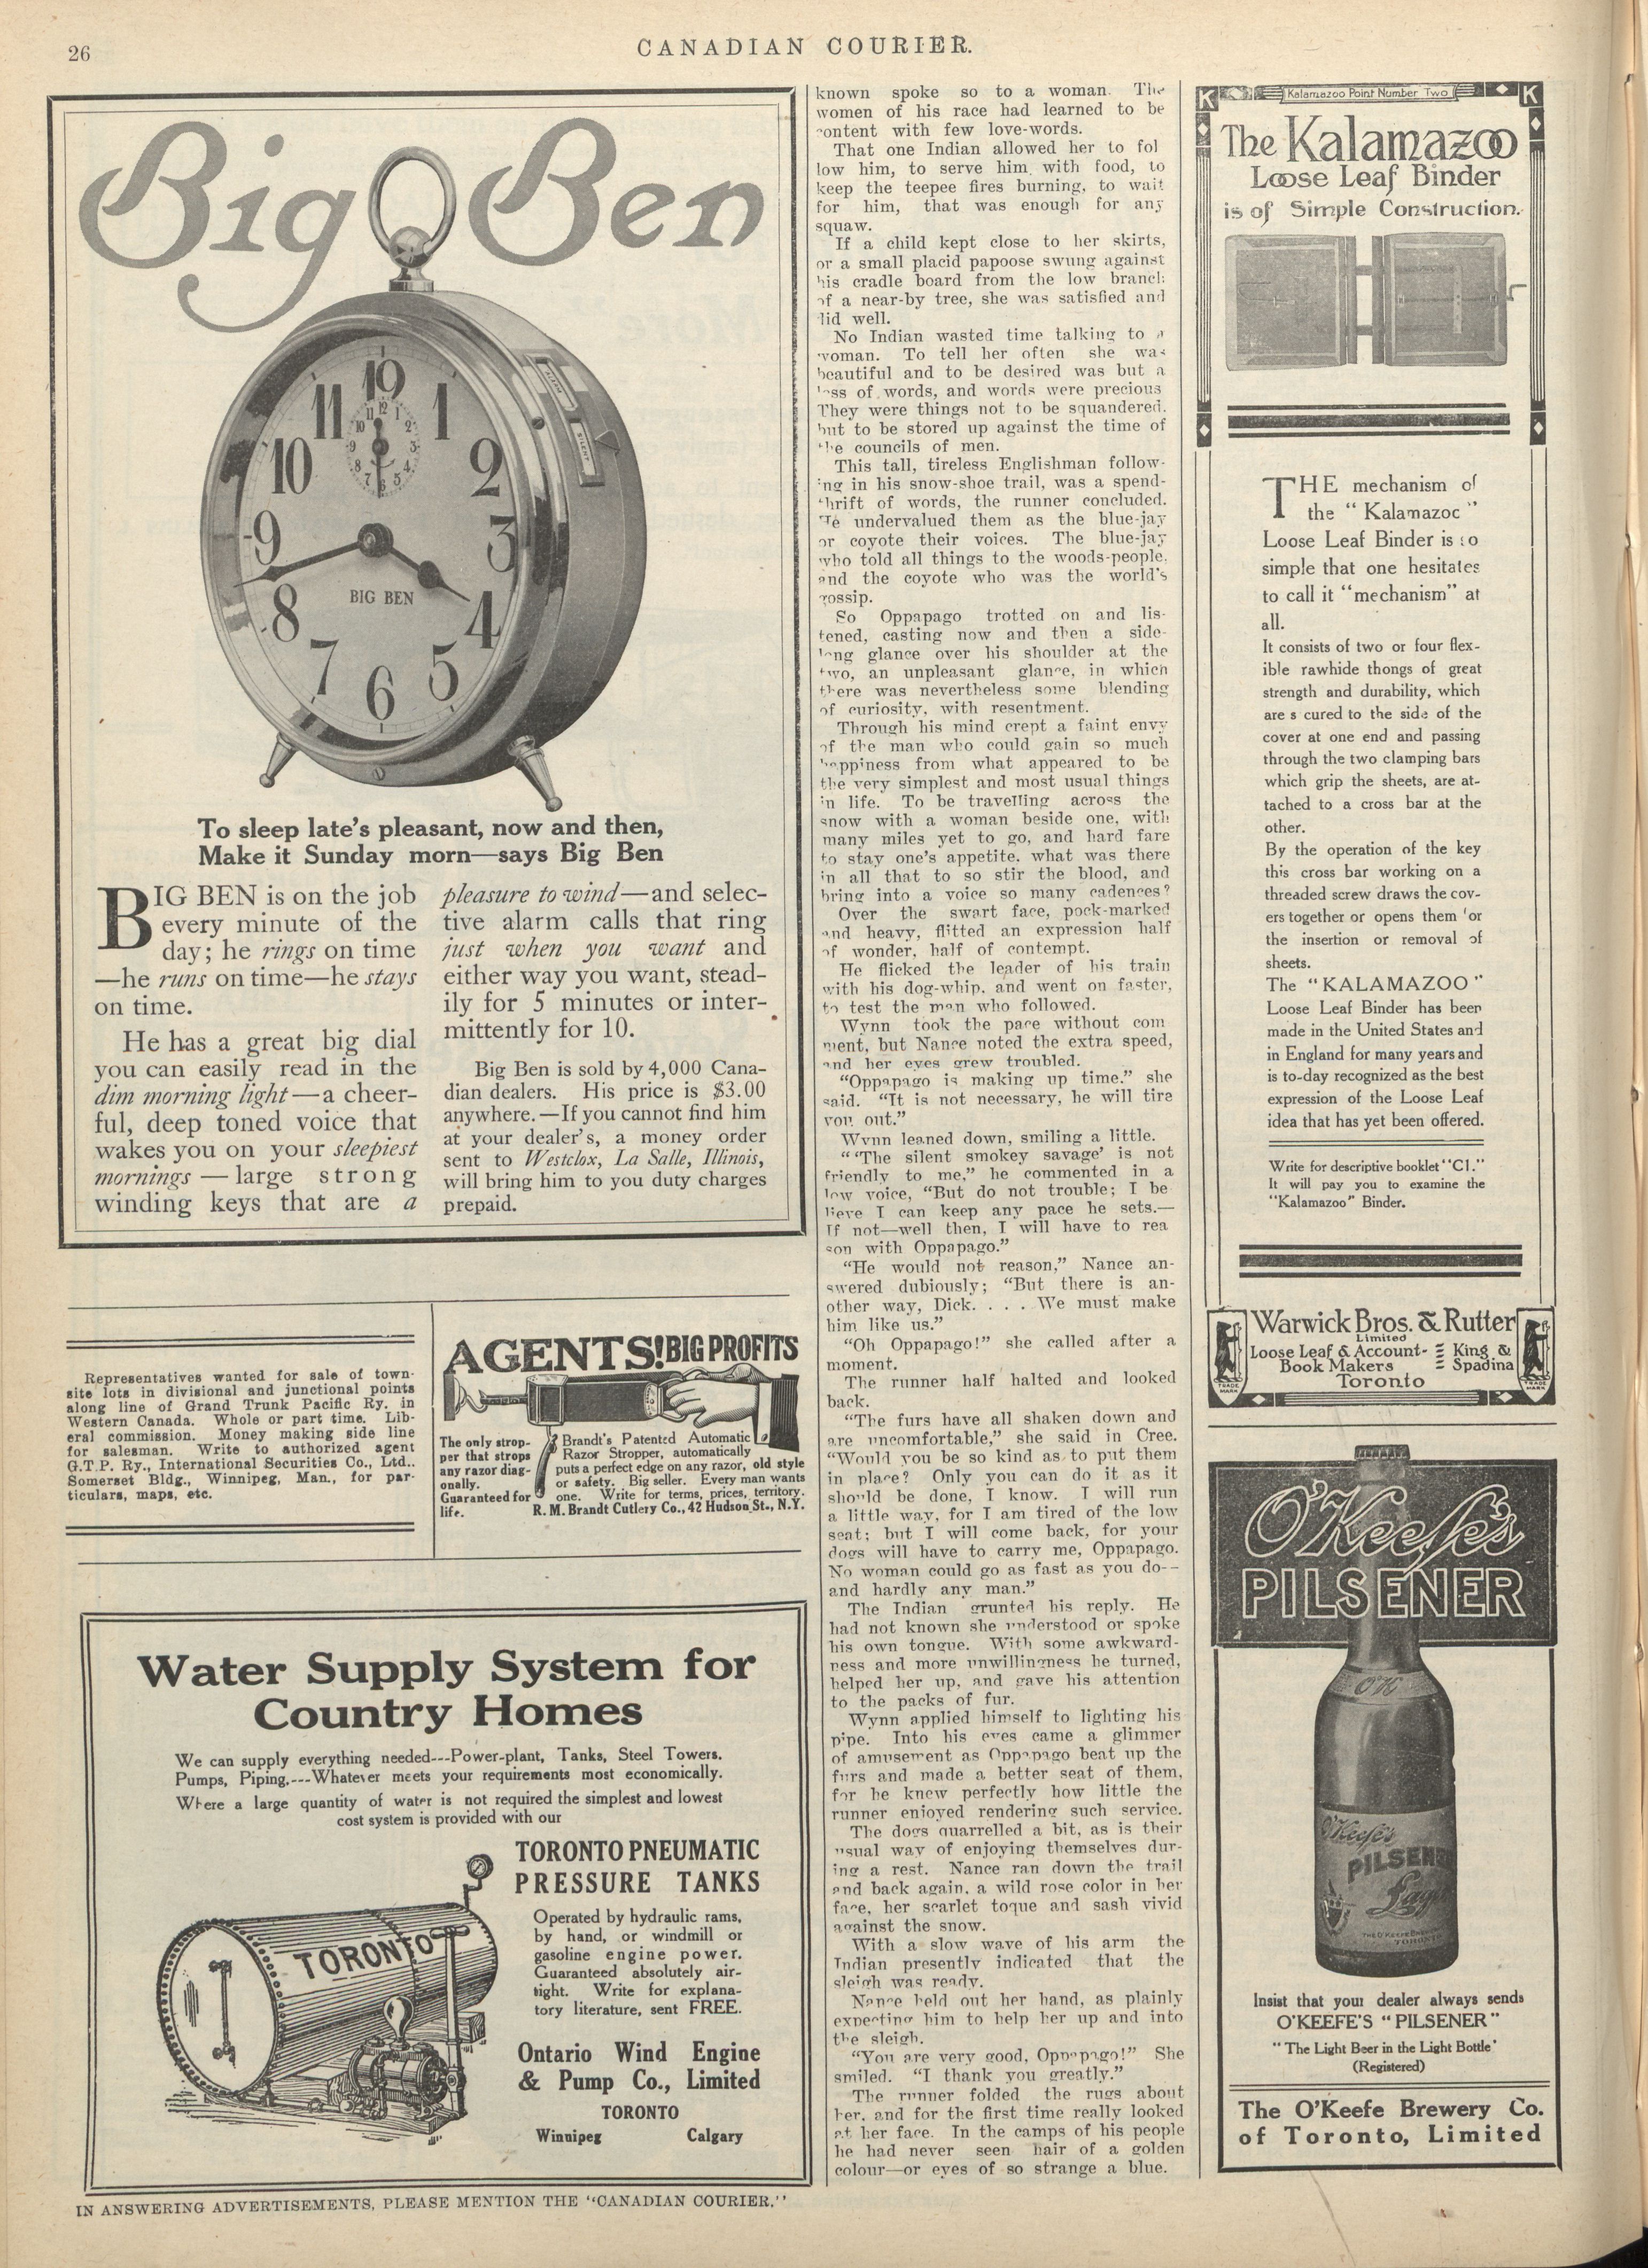 26
CANADIAN COURIER.
Big Ben
BIG BEN
To sleep late's pleasant, now and then,
Make it Sunday morn—says Big Ben
BIG BEN is on the job
every minute of the
day; he rings on time
—he runs on time—he stays
on time.
He has a great big dial
you can easily read in the
dim morning light—a cheer-
ful, deep toned voice that
wakes you on your sleepiest
mornings — large strong
winding keys that are a
pleasure to wind—and selec-
tive alarm calls that ring
just when you want and
either way you want, stead-
ily for 5 minutes or inter-
mittently for 10.
Big Ben is sold by 4,000 Cana-
dian dealers. His price is $3.00
anywhere.—If you cannot find him
at your dealer's, a money order
sent to Westclox, La Salle, Illinois,
will bring him to you duty charges
prepaid.
Representatives wanted for sale of town-
site lots in divisional and junctional points
along line of Grand Trunk Pacific Ry. in
Western Canada. Whole or part time. Lib-
eral commission. Money making side line
for salesman. Write to authorized agent
G.T.P. Ry., International Securities Co., Ltd..
Somerset Bldg., Winnipeg, Man., for par-
ticulars, maps, etc.
AGENTS! BIG PROFITS
The only strop-
per that strops
any razor diag-
onally.
Guaranteed for
life.
Brandt's Patented Automatic
Razor Stropper, automatically
puts a perfect edge on any razor, old style
or safety. Big seller. Every man wants
one. Write for terms, prices, territory.
R. M. Brandt Cutlery Co., 42 Hudson St., N.Y.
Water Supply System for
Country Homes
We can supply everything needed---Power-plant, Tanks, Steel Towers.
Pumps, Piping.---Whatever meets your requirements most economically.
Where a large quantity of water is not required the simplest and lowest
cost system is provided with our
TORONTO PNEUMATIC
PRESSURE TANKS
TORONTO
Operated by hydraulic rams,
by hand, or windmill or
gasoline engine power.
Guaranteed absolutely air-
tight. Write for explana-
tory literature, sent FREE.
Ontario Wind Engine
& Pump Co., Limited
TORONTO
Winnipeg Calgary
IN ANSWERING ADVERTISEMENTS, PLEASE MENTION THE "CANADIAN COURIER."
known spoke so to a woman. The
women of his race had learned to be
content with few love-words.
That one Indian allowed her to fol
low him, to serve him with food, to
keep the teepee fires burning, to wait
for him, that was enough for any
squaw.
If a child kept close to her skirts,
or a small placid papoose swung against
his cradle board from the low branch
of a near-by tree, she was satisfied and
did well.
No Indian wasted time talking to a
woman. To tell her often she was
beautiful and to be desired was but a
loss of words, and words were precious
They were things not to be squandered.
but to be stored up against the time of
the councils of men.
This tall, tireless Englishman follow-
ing in his snow-shoe trail, was a spend-
thrift of words, the runner concluded.
He undervalued them as the blue-jay
or coyote their voices. The blue-jay
who told all things to the woods-people,
and the coyote who was the world's
gossip.
So Oppapago trotted on and lis-
tened, casting now and then a side-
long glance over his shoulder at the
two, an unpleasant glance, in which
there was nevertheless some blending
of curiosity, with resentment.
Through his mind crept a faint envy
of the man who could gain so much
happiness from what appeared to be
the very simplest and most usual things
in life. To be travelling across the
snow with a woman beside one, with
many miles yet to go, and hard fare
to stay one's appetite. what was there
in all that to so stir the blood, and
bring into a voice so many cadences?
Over the swart face, pock-marked
and heavy, flitted an expression half
of wonder, half of contempt.
He flicked the leader of his train
with his dog-whip, and went on faster,
to test the man who followed.
Wynn took the pace without com
ment, but Nance noted the extra speed,
and her eyes grew troubled.
"Oppapago is making up time." she
said. "It is not necessary, he will tire
you out."
Wynn leaned down, smiling a little.
" 'The silent smokey savage' is not
friendly to me," he commented in a
low voice, "But do not trouble; I be
lieve I can keep any pace he sets.—
If not—well then, I will have to rea
son with Oppapago."
"He would not reason," Nance an-
swered dubiously; "But there is an-
other way, Dick. . . . We must make
him like us."
"Oh Oppapago!" she called after a
moment.
The runner half halted and looked
back.
"The furs have all shaken down and
are uncomfortable," she said in Cree.
"Would you be so kind as to put them
in place? Only you can do it as it
should be done, I know. I will run
a little way, for I am tired of the low
seat; but I will come back, for your
dogs will have to carry me, Oppapago.
No woman could go as fast as you do--
and hardly any man."
The Indian grunted his reply. He
had not known she understood or spoke
his own tongue. With some awkward-
ness and more unwillingness he turned,
helped her up, and gave his attention
to the packs of fur.
Wynn applied himself to lighting his
pipe. Into his eyes came a glimmer
of amusement as Oppapago beat up the
furs and made a better seat of them,
for he knew perfectly how little the
runner enjoyed rendering such service.
The dogs quarrelled a bit, as is their
usual way of enjoying themselves dur-
ing a rest. Nance ran down the trail
and back again, a wild rose color in her
face, her scarlet toque and sash vivid
against the snow.
With a slow wave of his arm the
Indian presently indicated that the
sleigh was ready.
Nance held out her hand, as plainly
expecting him to help her up and into
the sleigh.
"You are very good, Oppapago!" She
smiled. "I thank you greatly."
The runner folded the rugs about
her, and for the first time really looked
at her face. In the camps of his people
he had never seen hair of a golden
colour—or eyes of so strange a blue.
K Kalamazoo Point Number Two K
The Kalamazoo
Loose Leaf Binder
is of Simple Construction.
THE mechanism of
the "Kalamazoo"
Loose Leaf Binder is so
simple that one hesitates
to call it "mechanism" at
all.
It consists of two or four flex-
ible rawhide thongs of great
strength and durability, which
are s cured to the side of the
cover at one end and passing
through the two clamping bars
which grip the sheets, are at-
tached to a cross bar at the
other.
By the operation of the key
this cross bar working on a
threaded screw draws the cov-
ers together or opens them for
the insertion or removal of
sheets.
The "KALAMAZOO"
Loose Leaf Binder has been
made in the United States and
in England for many years and
is to-day recognized as the best
expression of the Loose Leaf
idea that has yet been offered.
Write for descriptive booklet "C1."
It will pay you to examine the
"Kalamazoo" Binder.
Warwick Bros. & Rutter
Limited
Loose Leaf & Account- King &
Book Makers Spadina
Toronto
TRADE MARK
TRADE MARK
O'Keefe's
PILSENER
O'K
O'Keefe's
PILSENER
Lager
TORONTO
Insist that your dealer always sends
O'KEEFE'S "PILSENER"
"The Light Beer in the Light Bottle"
(Registered)
The O'Keefe Brewery Co.
of Toronto, Limited